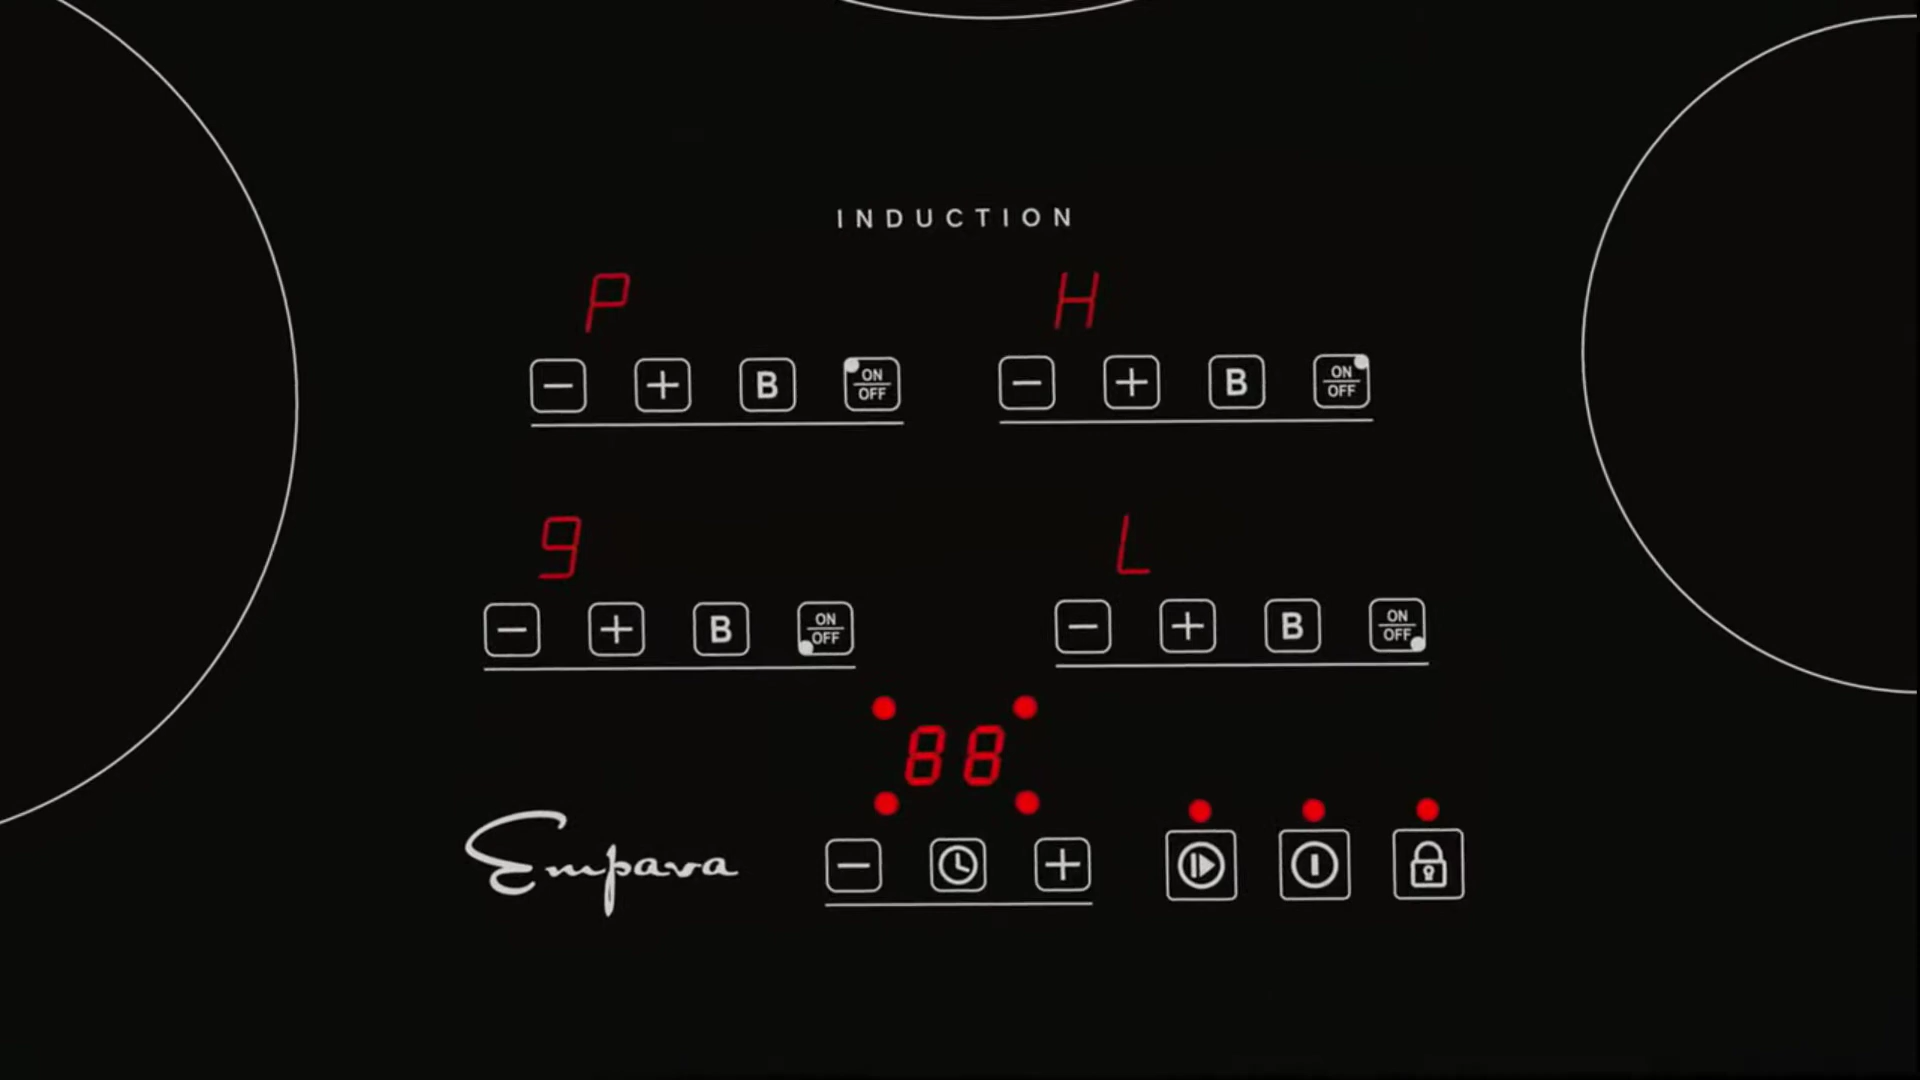 INDUCTION
P H
B ON OFF B ON OFF
9 L
B ON OFF B ON OFF
88
Empava